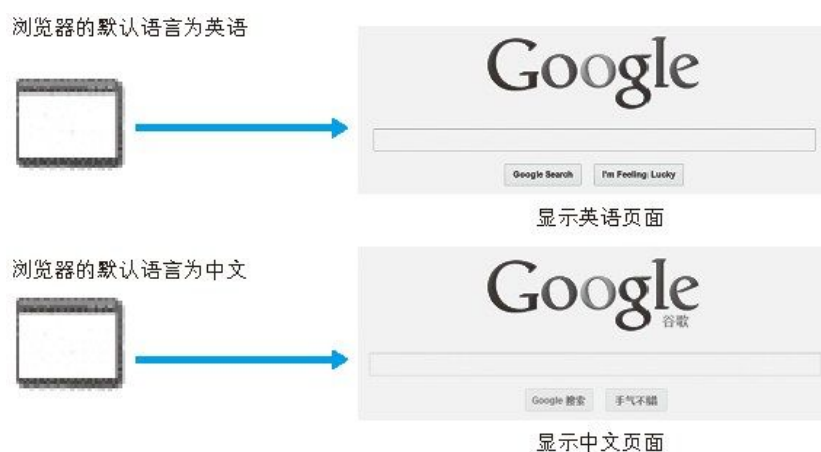 浏览器的默认语言为英语
Google
Google Search
I'm Feeling Lucky
显示英语页面
浏览器的默认语言为中文
Google
谷歌
Google 搜索
手气不错
显示中文页面